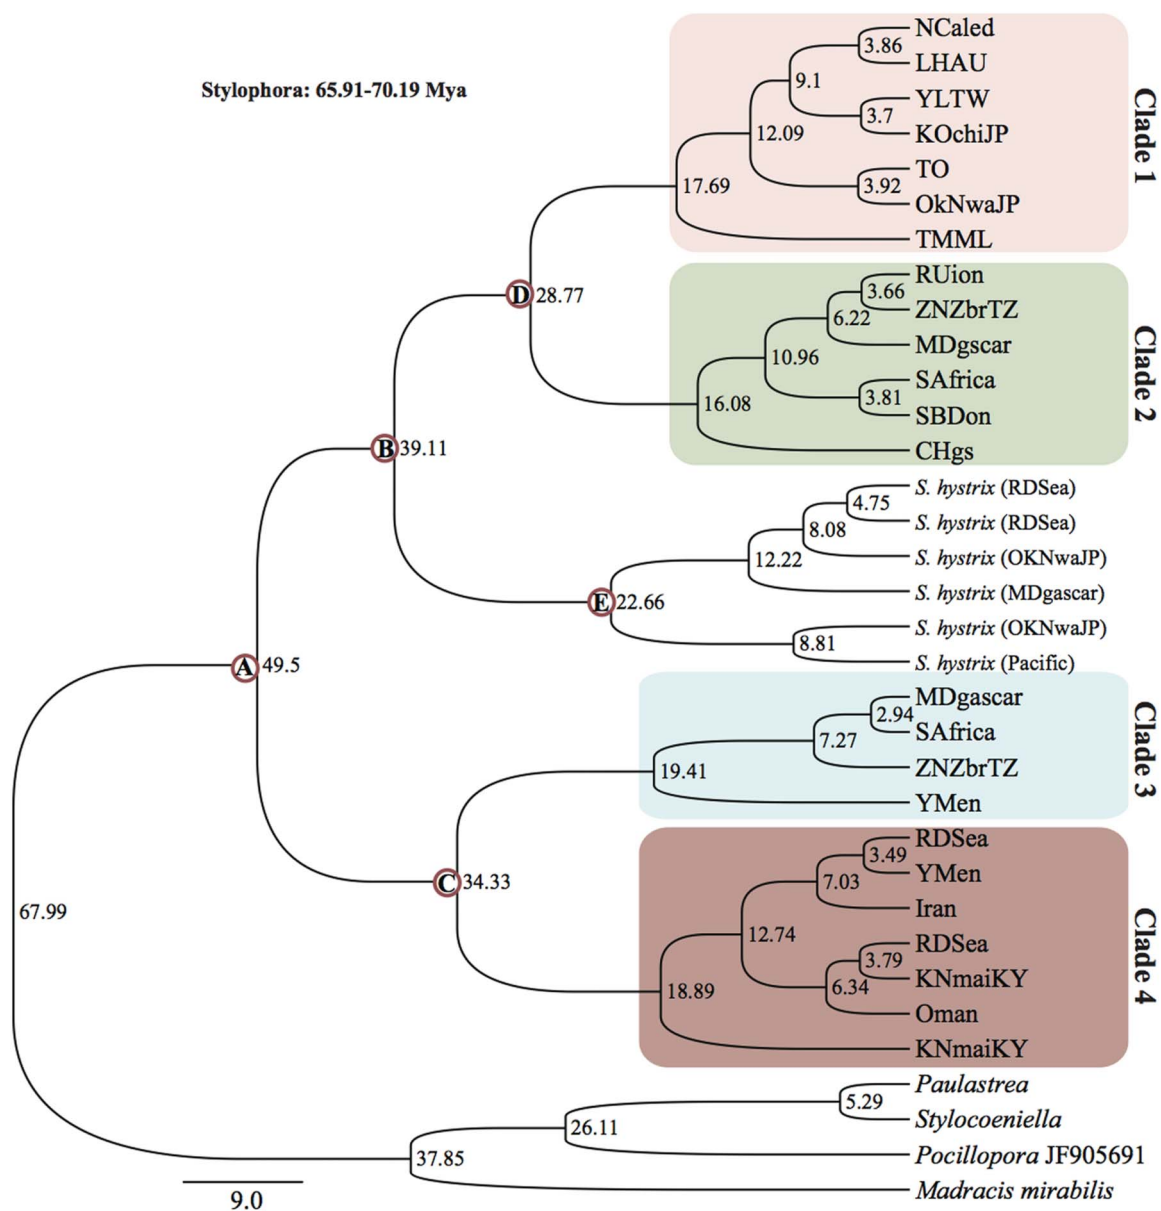 Stylophora: 65.91-70.19 Mya
NCaled
3.86
LHAU
9.1
YLTW
3.7
KOchiJP
12.09
TO
3.92
OkNwaJP
17.69
TMML
Clade 1
D
28.77
RUion
3.66
ZNZbrTZ
6.22
MDgscar
10.96
SAfrica
3.81
SBDon
16.08
CHgs
Clade 2
B
39.11
S. hystrix (RDSea)
4.75
S. hystrix (RDSea)
8.08
S. hystrix (OKNwaJP)
12.22
S. hystrix (MDgascar)
E
22.66
S. hystrix (OKNwaJP)
8.81
S. hystrix (Pacific)
A
49.5
MDgascar
2.94
SAfrica
7.27
ZNZbrTZ
19.41
YMen
Clade 3
C
34.33
RDSea
3.49
YMen
7.03
Iran
12.74
RDSea
3.79
KNmaiKY
6.34
Oman
18.89
KNmaiKY
Clade 4
67.99
Paulastrea
5.29
Stylocoeniella
26.11
Pocillopora JF905691
37.85
Madracis mirabilis
9.0